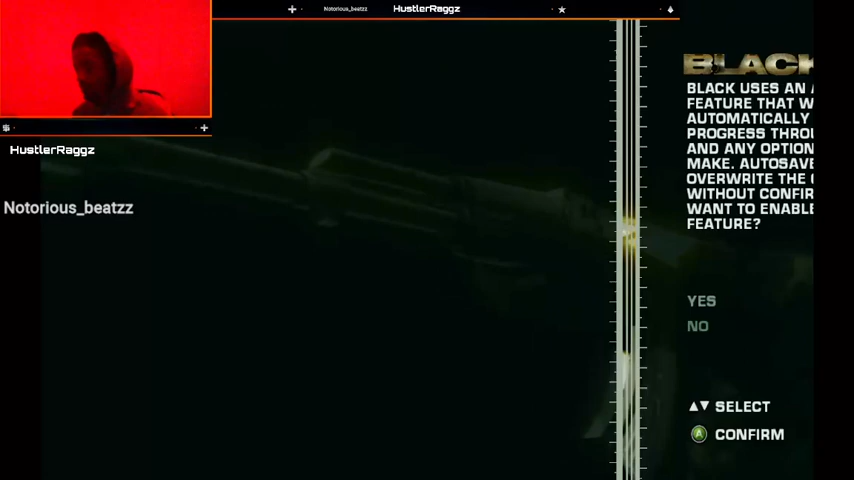 Notorious_beatzz
HustlerRaggz
HustlerRaggz
Notorious_beatzz
BLACK
BLACK USES AN A
FEATURE THAT W
AUTOMATICALLY
PROGRESS THROU
AND ANY OPTION
MAKE. AUTOSAVE
OVERWRITE THE
WITHOUT CONFIR
WANT TO ENABLE
FEATURE?
YES
NO
SELECT
A CONFIRM